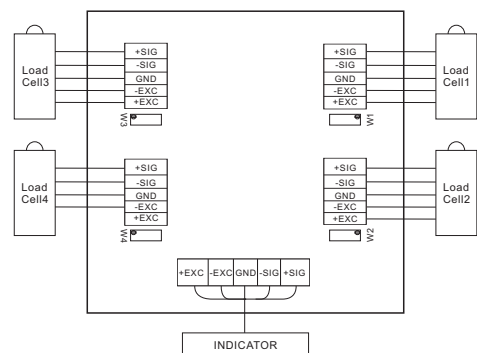 +SIG
-SIG
GND
-EXC
+EXC
Load
Cell3
W3
+SIG
-SIG
GND
-EXC
+EXC
Load
Cell1
W1
+SIG
-SIG
GND
-EXC
+EXC
Load
Cell4
W4
+SIG
-SIG
GND
-EXC
+EXC
Load
Cell2
W2
+EXC -EXC GND -SIG +SIG
INDICATOR